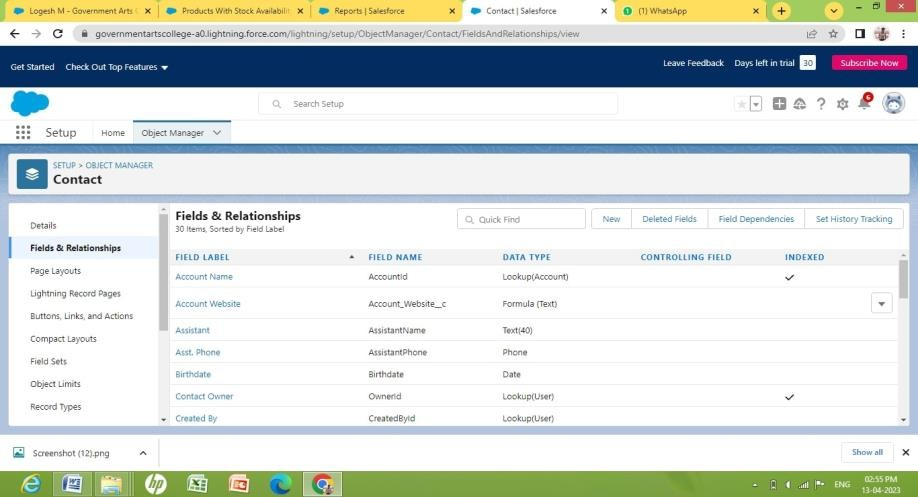 Logesh M - Government Arts C
Products With Stock Availabilit
Reports | Salesforce
Contact | Salesforce
(1) WhatsApp
governmentartscollege-a0.lightning.force.com/lightning/setup/ObjectManager/Contact/FieldsAndRelationships/view
Get Started Check Out Top Features Leave Feedback Days left in trial 30 Subscribe Now
Search Setup
6
Setup Home Object Manager
SETUP > OBJECT MANAGER
Contact
Details
Fields & Relationships
Page Layouts
Lightning Record Pages
Buttons, Links, and Actions
Compact Layouts
Field Sets
Object Limits
Record Types
Fields & Relationships
30 Items, Sorted by Field Label
Quick Find New Deleted Fields Field Dependencies Set History Tracking
FIELD LABEL FIELD NAME DATA TYPE CONTROLLING FIELD INDEXED
Account Name AccountId Lookup(Account)
Account Website Account_Website__c Formula (Text)
Assistant AssistantName Text(40)
Asst. Phone AssistantPhone Phone
Birthdate Birthdate Date
Contact Owner OwnerId Lookup(User)
Created By CreatedById Lookup(User)
Screenshot (12).png Show all
ENG 02:55 PM
13-04-2023